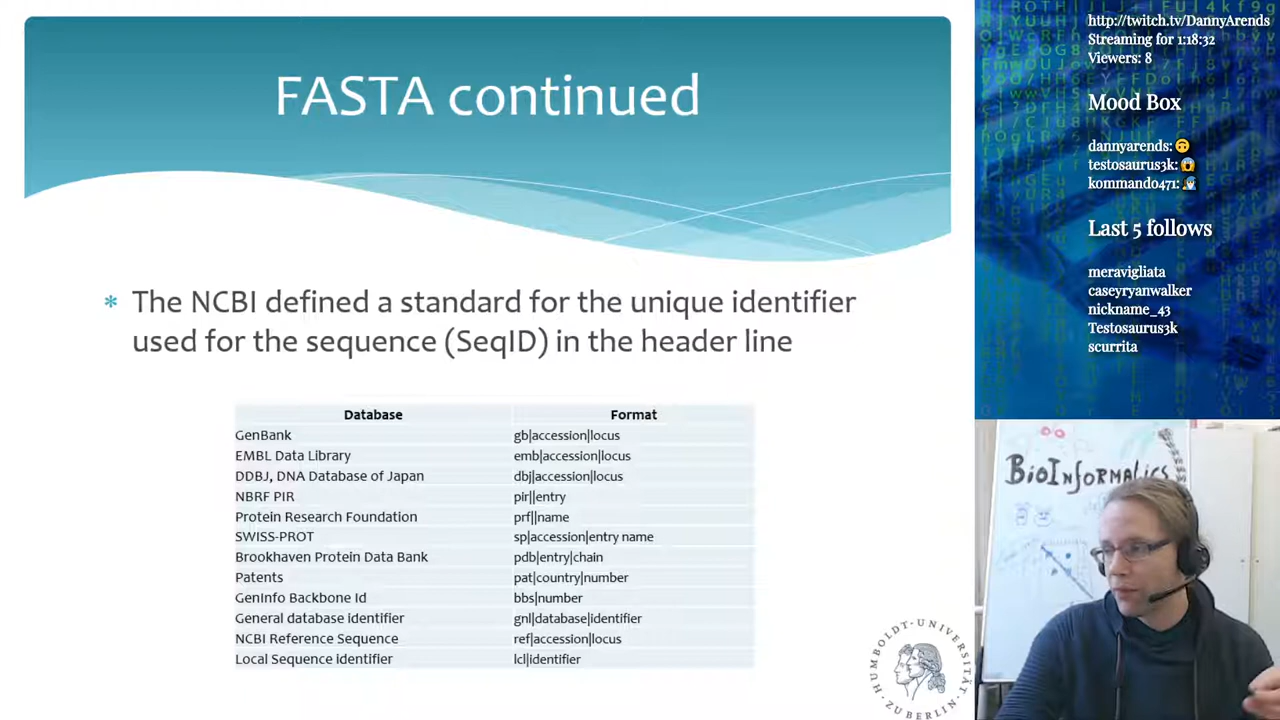 FASTA continued
* The NCBI defined a standard for the unique identifier
used for the sequence (SeqID) in the header line
Database Format
GenBank gb|accession|locus
EMBL Data Library emb|accession|locus
DDBJ, DNA Database of Japan dbj|accession|locus
NBRF PIR pir||entry
Protein Research Foundation prf||name
SWISS-PROT sp|accession|entry name
Brookhaven Protein Data Bank pdb|entry|chain
Patents pat|country|number
GenInfo Backbone Id bbs|number
General database identifier gnl|database|identifier
NCBI Reference Sequence ref|accession|locus
Local Sequence identifier lcl|identifier
HUMBOLDT-UNIVERSITÄT
ZU BERLIN
http://twitch.tv/DannyArends
Streaming for 1:18:32
Viewers: 8
Mood Box
dannyarends: 🙃
testosaurus3k: 😱
kommando471:
Last 5 follows
meravigliata
caseryanwalker
nickname_43
Testosaurus3k
scurrita
BioInformatics